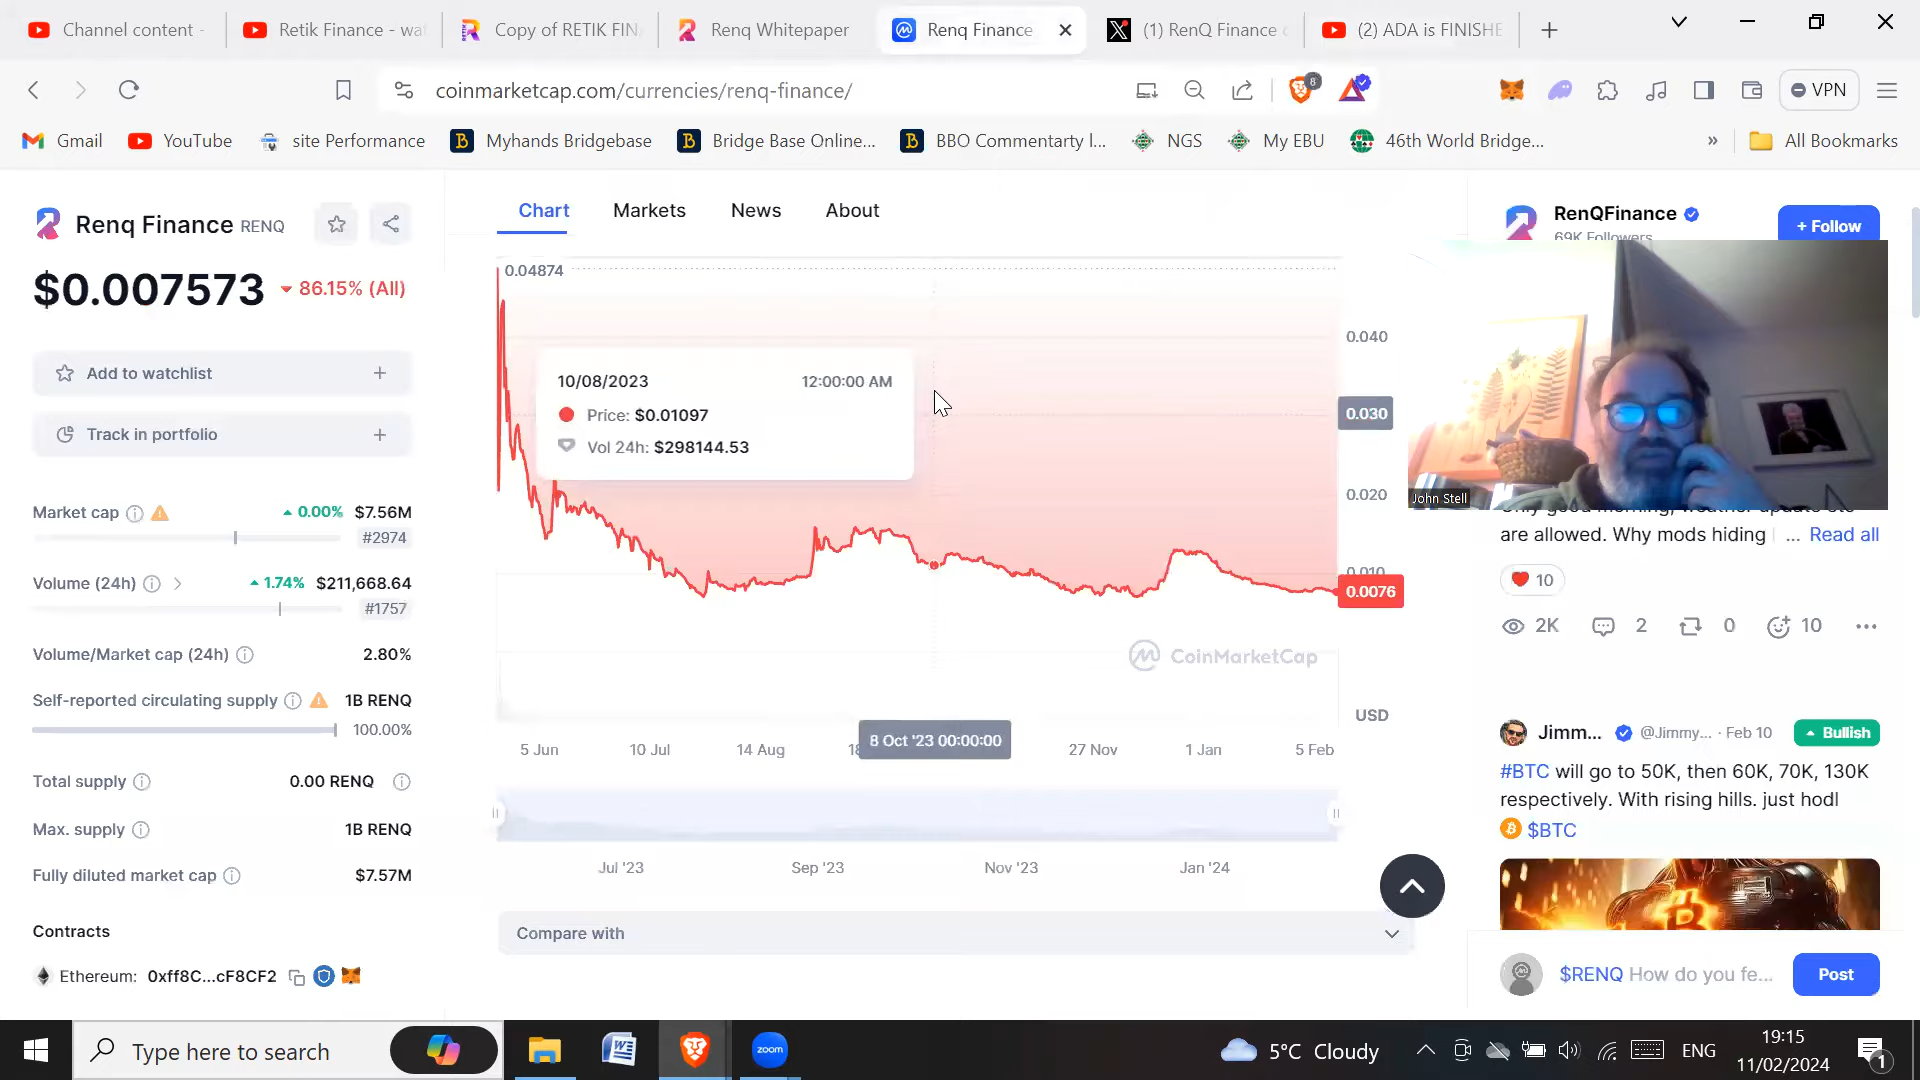 Channel content -
Retik Finance - wat
Copy of RETIK FIN
Renq Whitepaper
Renq Finance
(1) RenQ Finance c
(2) ADA is FINISHE
coinmarketcap.com/currencies/renq-finance/
8
VPN
Gmail
YouTube
site Performance
Myhands Bridgebase
Bridge Base Online...
BBO Commentarty l...
NGS
My EBU
46th World Bridge...
»
All Bookmarks
Renq Finance RENQ
$0.007573
86.15% (All)
Add to watchlist
Track in portfolio
Market cap
0.00% $7.56M
#2974
Volume (24h)
1.74% $211,668.64
#1757
Volume/Market cap (24h)
2.80%
Self-reported circulating supply
1B RENQ
100.00%
Total supply
0.00 RENQ
Max. supply
1B RENQ
Fully diluted market cap
$7.57M
Contracts
Ethereum: 0xff8C...cF8CF2
Chart
Markets
News
About
0.04874
10/08/2023
12:00:00 AM
Price: $0.01097
Vol 24h: $298144.53
0.040
0.030
0.020
0.010
0.0076
CoinMarketCap
USD
5 Jun
10 Jul
14 Aug
18
8 Oct '23 00:00:00
27 Nov
1 Jan
5 Feb
Jul '23
Sep '23
Nov '23
Jan '24
Compare with
RenQFinance
+ Follow
69K Followers
John Stell
are allowed. Why mods hiding
... Read all
10
2K
2
0
10
Jimm...
@Jimmy... · Feb 10
Bullish
#BTC will go to 50K, then 60K, 70K, 130K
respectively. With rising hills. just hodl
$BTC
$RENQ How do you fe...
Post
Type here to search
zoom
5°C Cloudy
ENG
19:15
11/02/2024
1